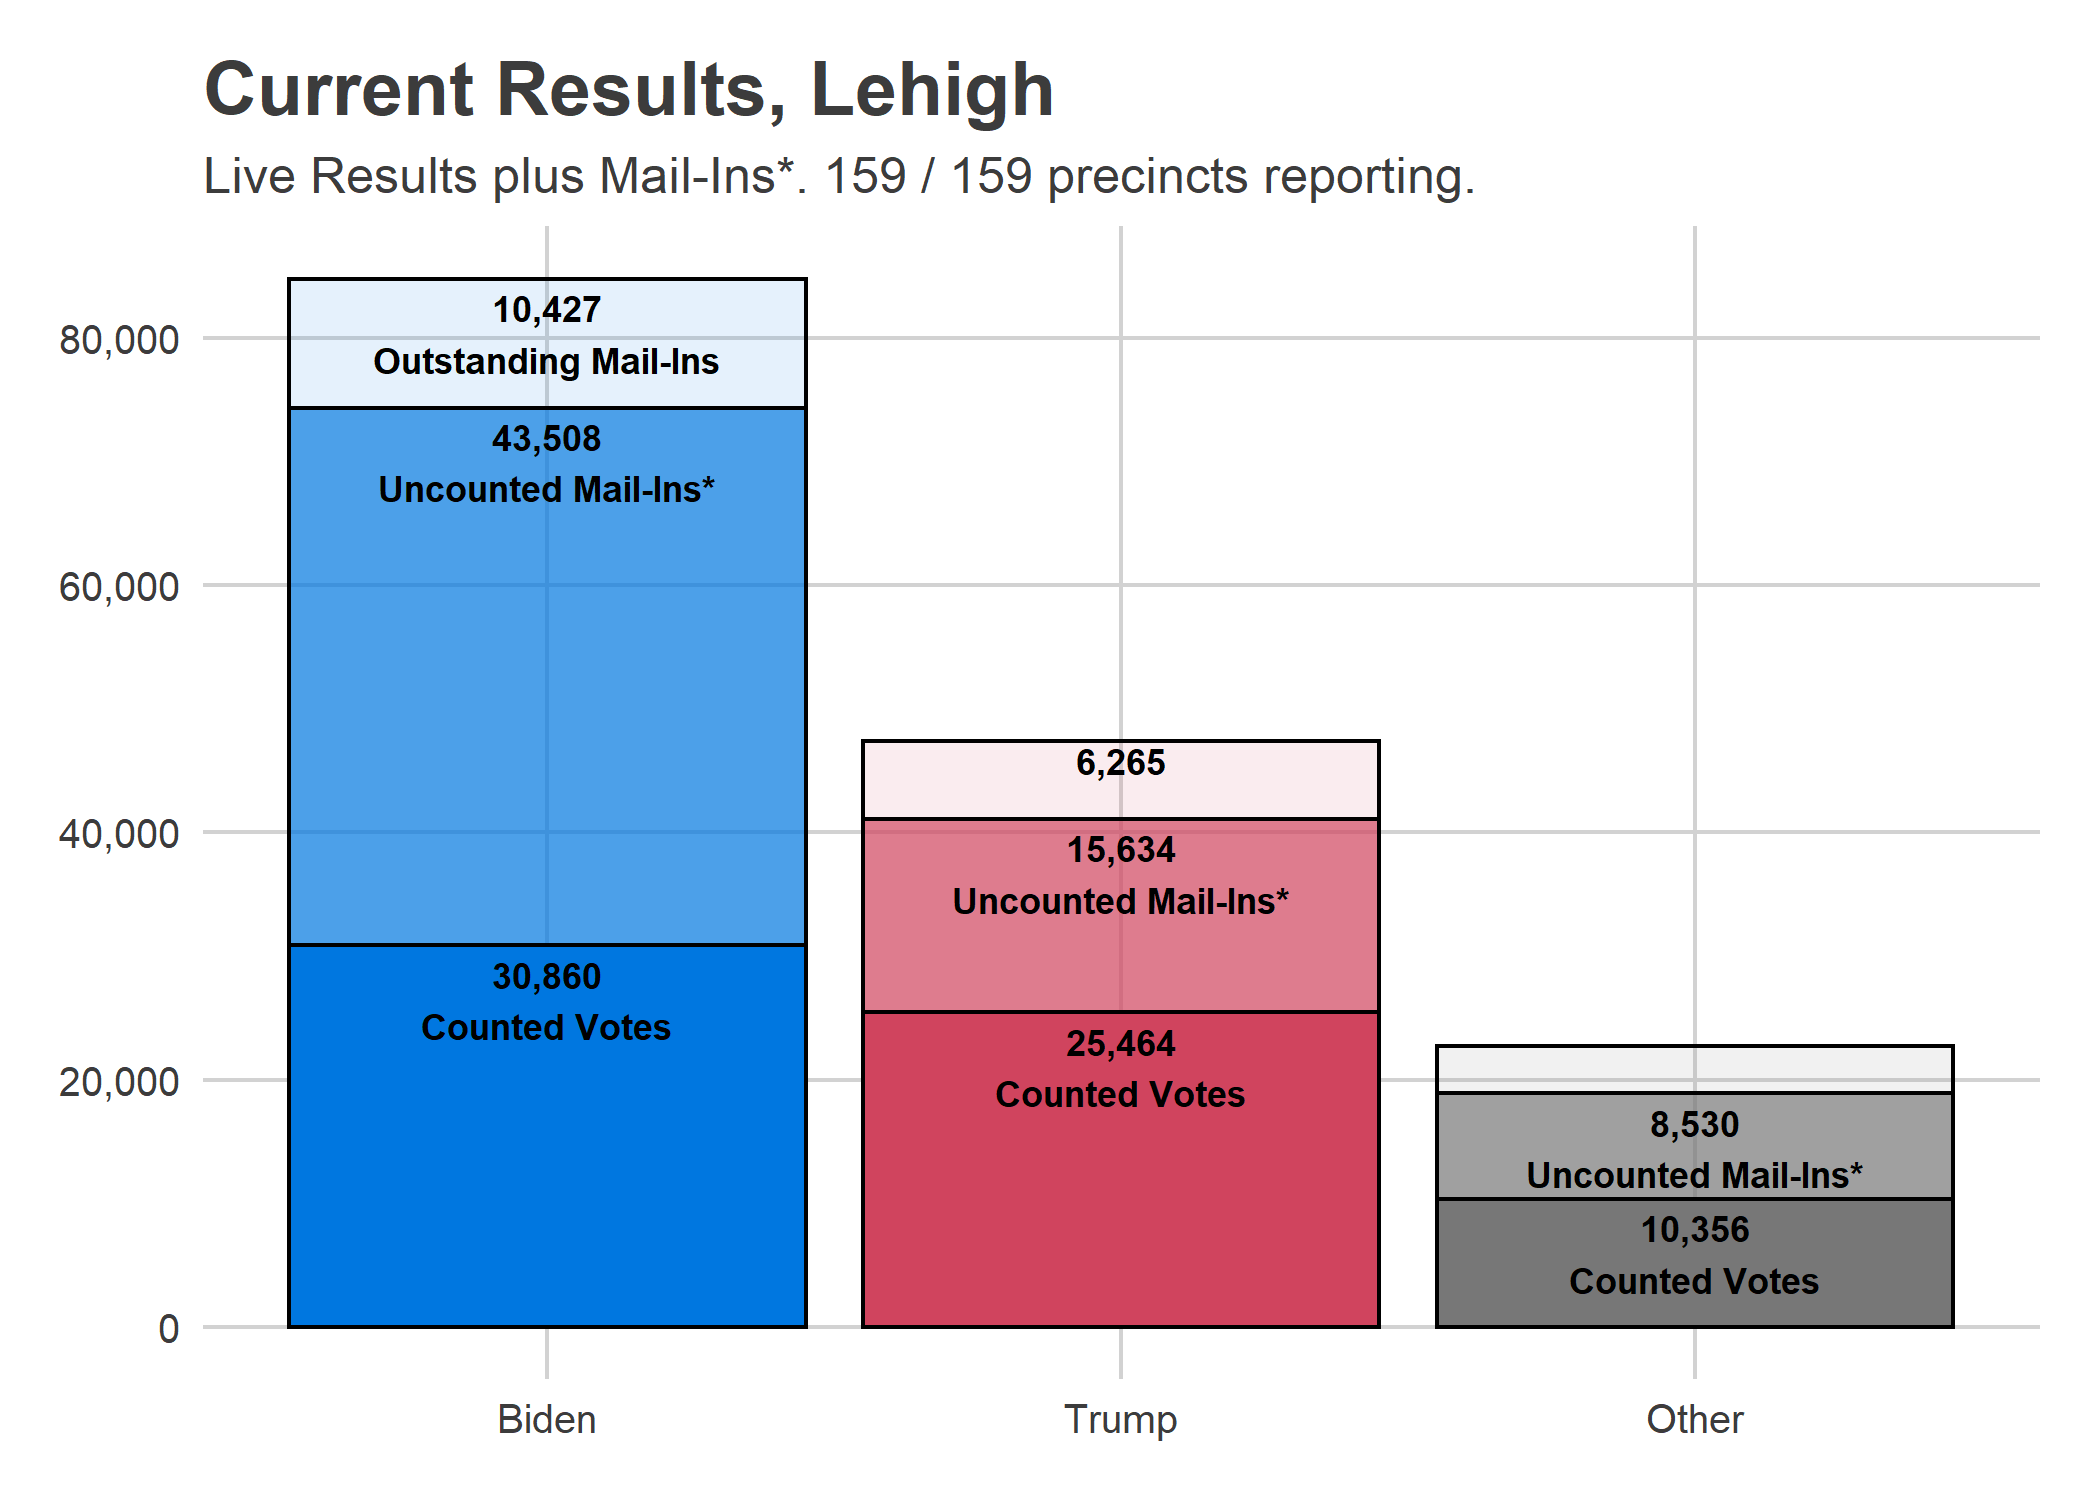 Current Results, Lehigh
Live Results plus Mail-Ins*. 159 / 159 precincts reporting.
80,000
60,000
40,000
20,000
0
10,427
Outstanding Mail-Ins
43,508
Uncounted Mail-Ins*
30,860
Counted Votes
6,265
15,634
Uncounted Mail-Ins*
25,464
Counted Votes
8,530
Uncounted Mail-Ins*
10,356
Counted Votes
Biden
Trump
Other